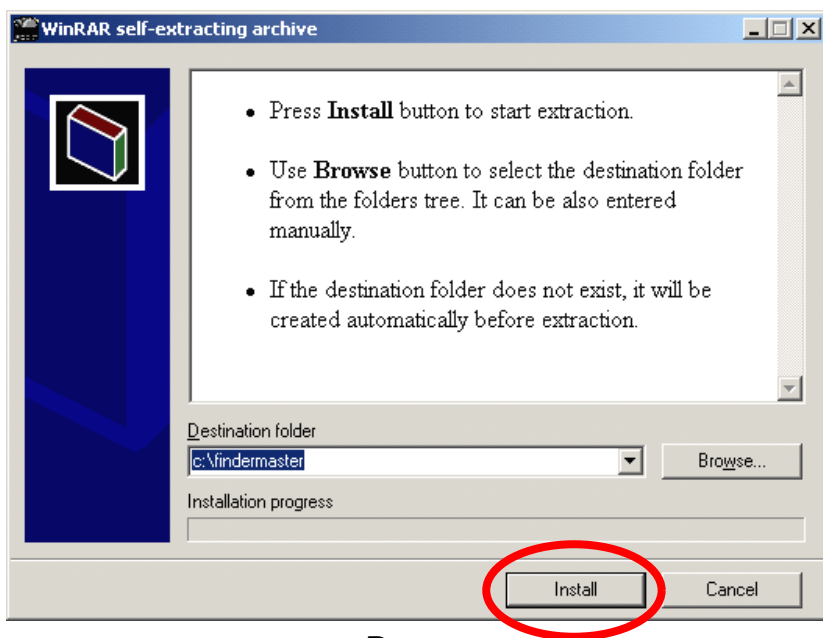 WinRAR self-extracting archive
• Press Install button to start extraction.
• Use Browse button to select the destination folder
from the folders tree. It can be also entered
manually.
• If the destination folder does not exist, it will be
created automatically before extraction.
Destination folder
c:\findermaster
Browse...
Installation progress
Install
Cancel